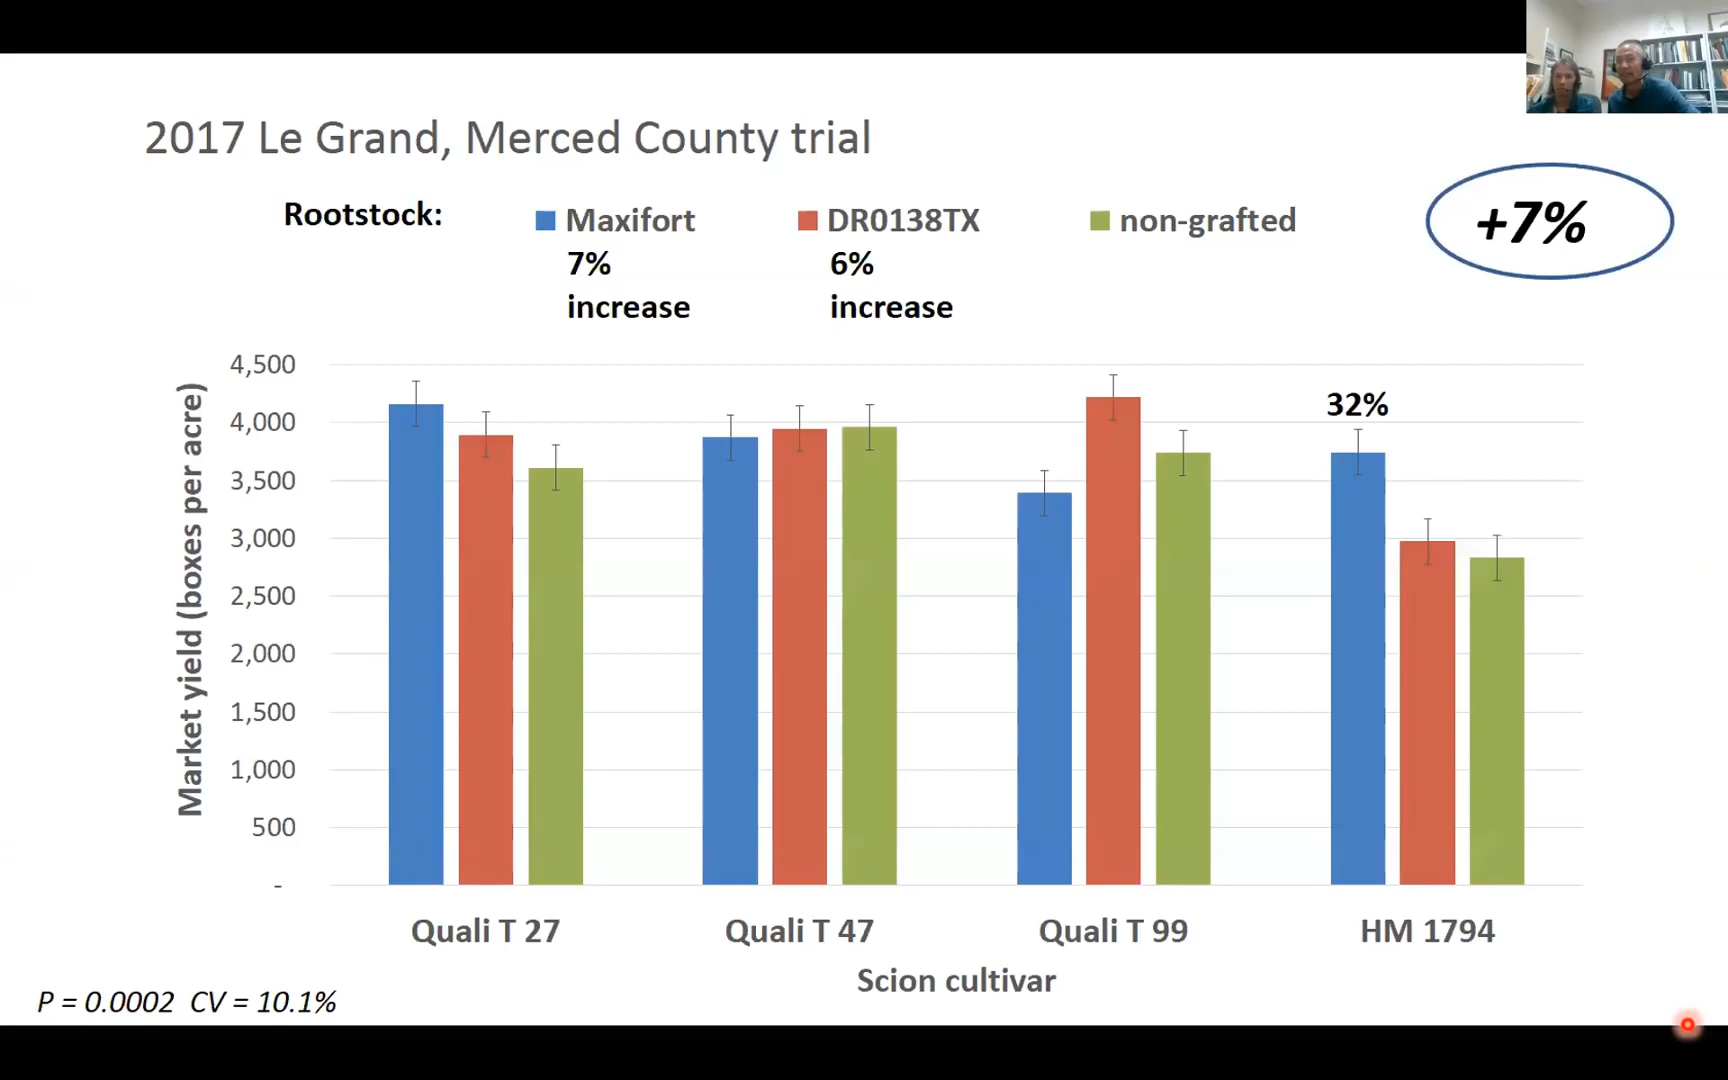 2017 Le Grand, Merced County trial
Rootstock:
Maxifort
DR0138TX
non-grafted
+7%
7%
increase
6%
increase
4,500
4,000
3,500
3,000
2,500
2,000
1,500
1,000
500
-
Market yield (boxes per acre)
32%
Quali T 27
Quali T 47
Quali T 99
HM 1794
Scion cultivar
P = 0.0002 CV = 10.1%